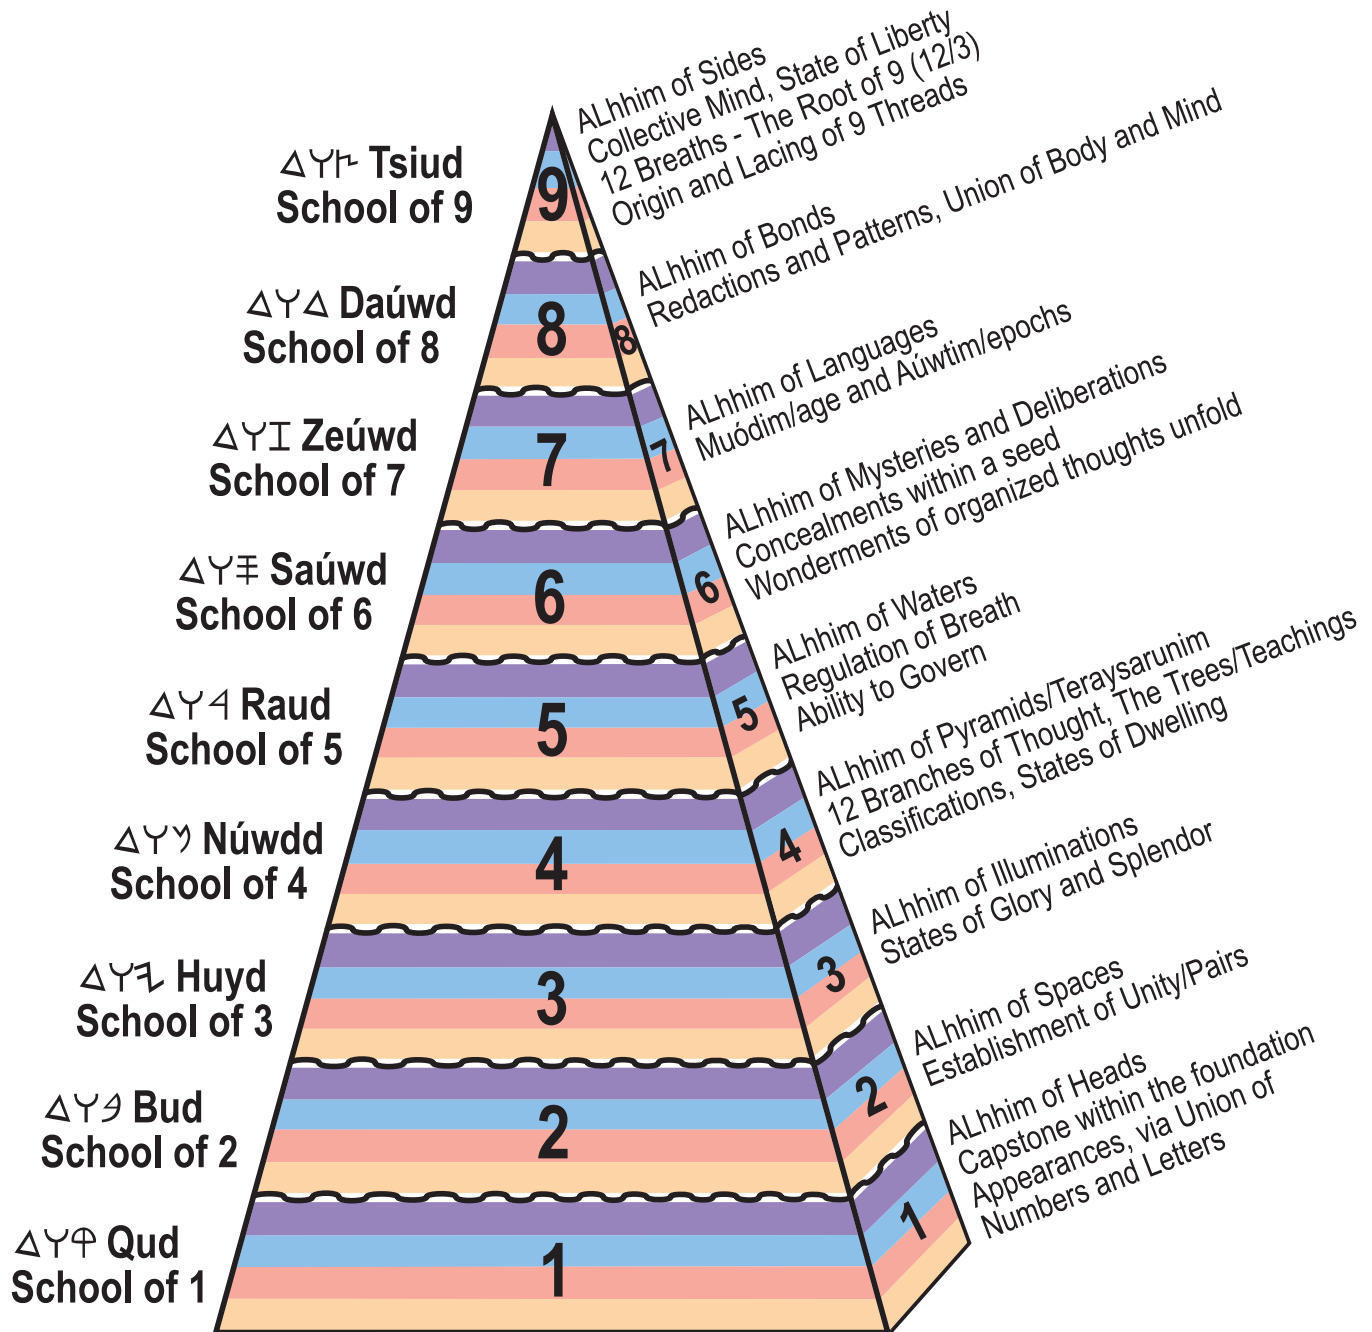 𐤑𐤅𐤃 Tsiud
School of 9
ALhhim of Sides
Collective Mind, State of Liberty
12 Breaths - The Root of 9 (12/3)
Origin and Lacing of 9 Threads
9
𐤃𐤅𐤃 Daúwd
School of 8
ALhhim of Bonds
Redactions and Patterns, Union of Body and Mind
8
8
𐤆𐤅𐤃 Zeúwd
School of 7
ALhhim of Languages
Muódim/age and Aúwtim/epochs
7
7
𐤎𐤅𐤃 Saúwd
School of 6
ALhhim of Mysteries and Deliberations
Concealments within a seed
Wonderments of organized thoughts unfold
6
6
𐤓𐤅𐤃 Raud
School of 5
ALhhim of Waters
Regulation of Breath
Ability to Govern
5
5
Núwdd
School of 4
ALhhim of Pyramids/Teraysarunim
12 Branches of Thought, The Trees/Teachings
Classifications, States of Dwelling
4
4
Huyd
School of 3
ALhhim of Illuminations
States of Glory and Splendor
3
3
𐤁𐤅𐤃 Bud
School of 2
ALhhim of Spaces
Establishment of Unity/Pairs
2
2
𐤒𐤅𐤃 Qud
School of 1
ALhhim of Heads
Capstone within the foundation
Appearances, via Union of
Numbers and Letters
1
1